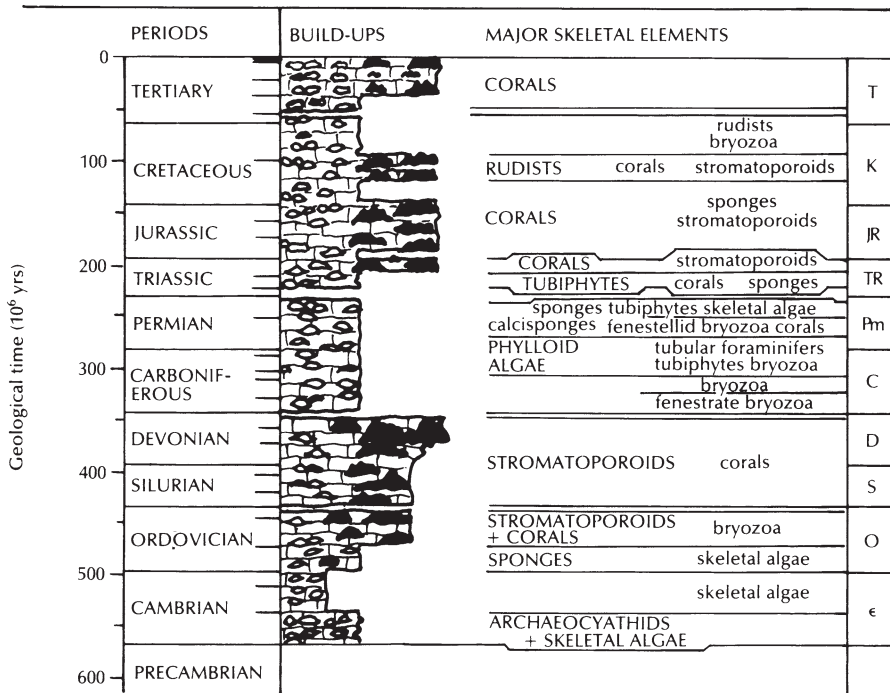 PERIODS BUILD-UPS MAJOR SKELETAL ELEMENTS
Geological time (10⁶ yrs)
0
TERTIARY CORALS T
rudists
bryozoa
100
CRETACEOUS RUDISTS corals stromatoporoids K
sponges
CORALS stromatoporoids
JURASSIC JR
200 CORALS stromatoporoids
TRIASSIC TUBIPHYTES corals sponges TR
sponges tubiphytes skeletal algae
PERMIAN calcisponges fenestellid bryozoa corals Pm
300 PHYLLOID tubular foraminifers
ALGAE tubiphytes bryozoa
CARBONIF-
EROUS bryozoa C
fenestrate bryozoa
DEVONIAN D
400 STROMATOPOROIDS corals
SILURIAN S
STROMATOPOROIDS
+ CORALS bryozoa
ORDOVICIAN O
SPONGES skeletal algae
500
skeletal algae
CAMBRIAN ϵ
ARCHAEOCYATHIDS
+ SKELETAL ALGAE
600 PRECAMBRIAN